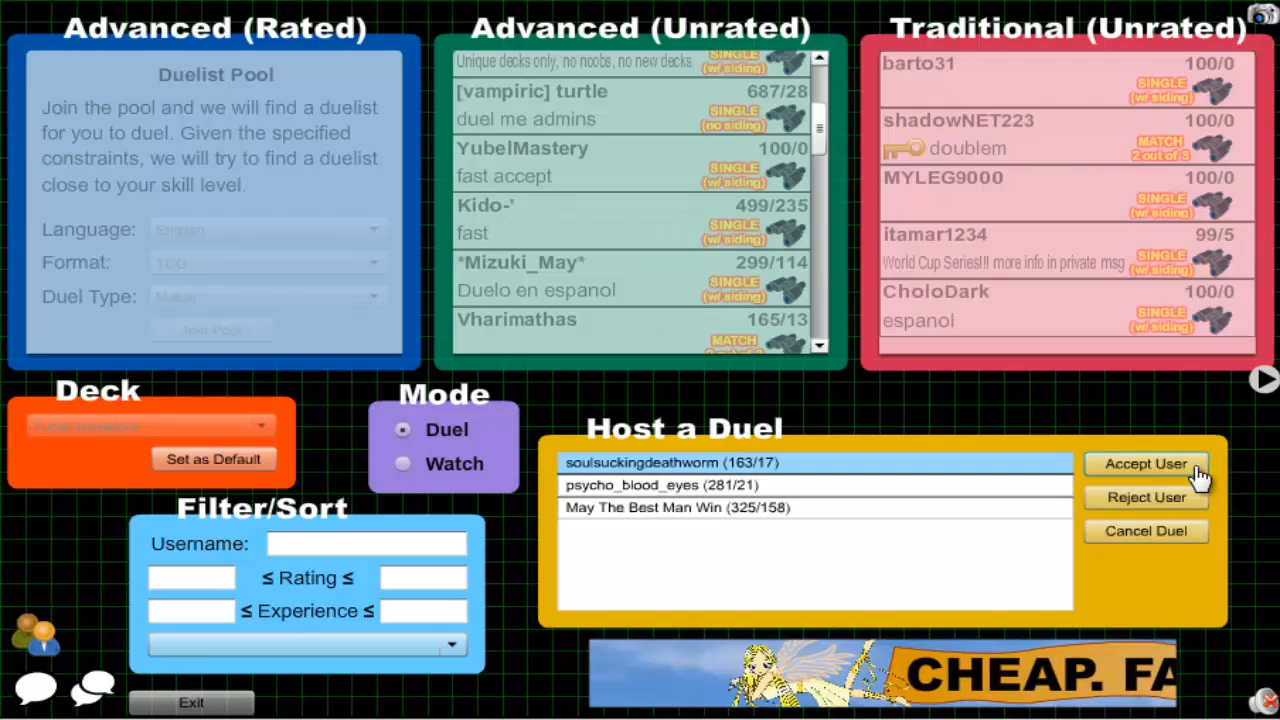 Advanced (Rated)
Duelist Pool
Join the pool and we will find a duelist
for you to duel. Given the specified
constraints, we will try to find a duelist
close to your skill level.
Language: English
Format: TCG
Duel Type: Match
Join Pool
Advanced (Unrated)
Unique decks only, no noobs, no new decks. SINGLE
(w/ siding)
[vampiric] turtle 687/28
duel me admins SINGLE
(no siding)
YubelMastery 100/0
fast accept SINGLE
(w/ siding)
Kido-' 499/235
fast SINGLE
(w/ siding)
*Mizuki_May* 299/114
Duelo en espanol SINGLE
(w/ siding)
Vharimathas 165/13
MATCH
Traditional (Unrated)
barto31 100/0
SINGLE
(w/ siding)
shadowNET223 100/0
doublem MATCH
2 out of 3
MYLEG9000 100/0
SINGLE
(w/ siding)
itamar1234 99/5
World Cup Series!!! more info in private msg SINGLE
(w/ siding)
CholoDark 100/0
espanol SINGLE
(w/ siding)
Deck
Set as Default
Mode
Duel
Watch
Filter/Sort
Username:
≤ Rating ≤
≤ Experience ≤
Host a Duel
soulsuckingdeathworm (163/17)
psycho_blood_eyes (281/21)
May The Best Man Win (325/158)
Accept User
Reject User
Cancel Duel
CHEAP. FA
Exit